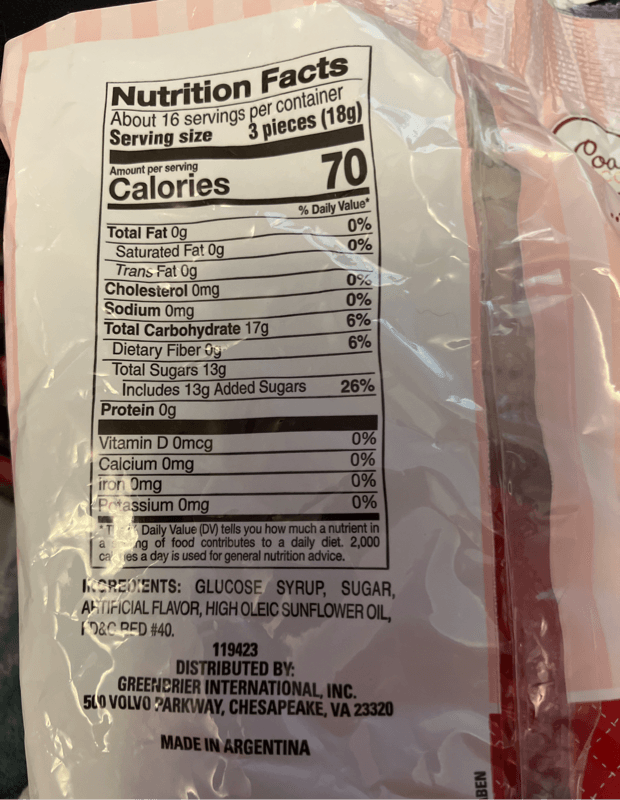 Nutrition Facts
About 16 servings per container
Serving size 3 pieces (18g)
Amount per serving
Calories 70
% Daily Value*
Total Fat 0g 0%
Saturated Fat 0g 0%
Trans Fat 0g
Cholesterol 0mg 0%
Sodium 0mg 0%
Total Carbohydrate 17g 6%
Dietary Fiber 0g 6%
Total Sugars 13g
Includes 13g Added Sugars 26%
Protein 0g
Vitamin D 0mcg 0%
Calcium 0mg 0%
Iron 0mg 0%
Potassium 0mg 0%
Daily Value (DV) tells you how much a nutrient in
a of food contributes to a daily diet. 2,000
calories a day is used for general nutrition advice.
INGREDIENTS: GLUCOSE SYRUP, SUGAR,
ARTIFICIAL FLAVOR, HIGH OLEIC SUNFLOWER OIL,
FD&C RED #40.
119423
DISTRIBUTED BY:
GREENBRIER INTERNATIONAL, INC.
500 VOLVO PARKWAY, CHESAPEAKE, VA 23320
MADE IN ARGENTINA